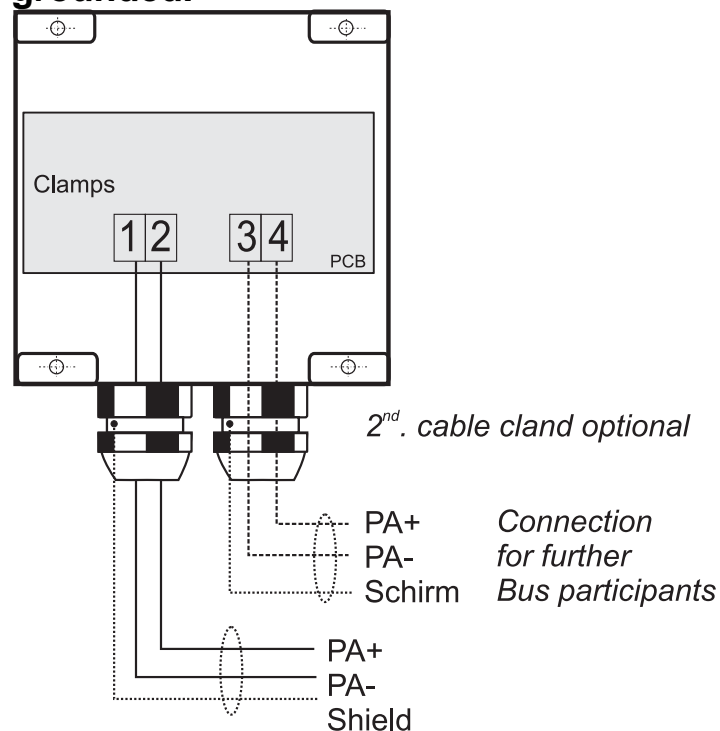 grounded.
Clamps
1 2 3 4
PCB
2nd. cable cland optional
PA+ Connection
PA- for further
Schirm Bus participants
PA+
PA-
Shield